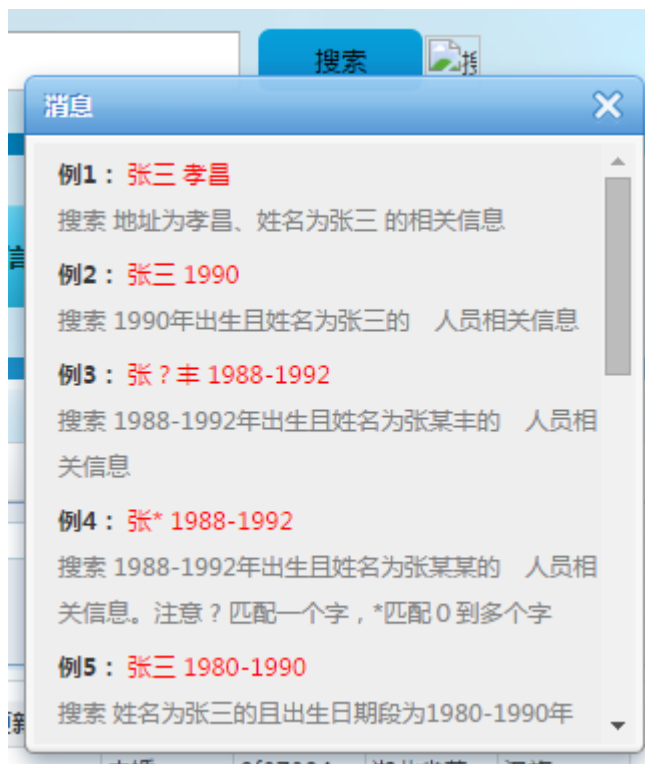 搜索
消息
例1： 张三 孝昌
搜索 地址为孝昌、姓名为张三 的相关信息
例2： 张三 1990
搜索 1990年出生且姓名为张三的 人员相关信息
例3： 张？丰 1988-1992
搜索 1988-1992年出生且姓名为张某丰的 人员相
关信息
例4： 张* 1988-1992
搜索 1988-1992年出生且姓名为张某某的 人员相
关信息。注意？匹配一个字，*匹配０到多个字
例5： 张三 1980-1990
搜索 姓名为张三的且出生日期段为1980-1990年